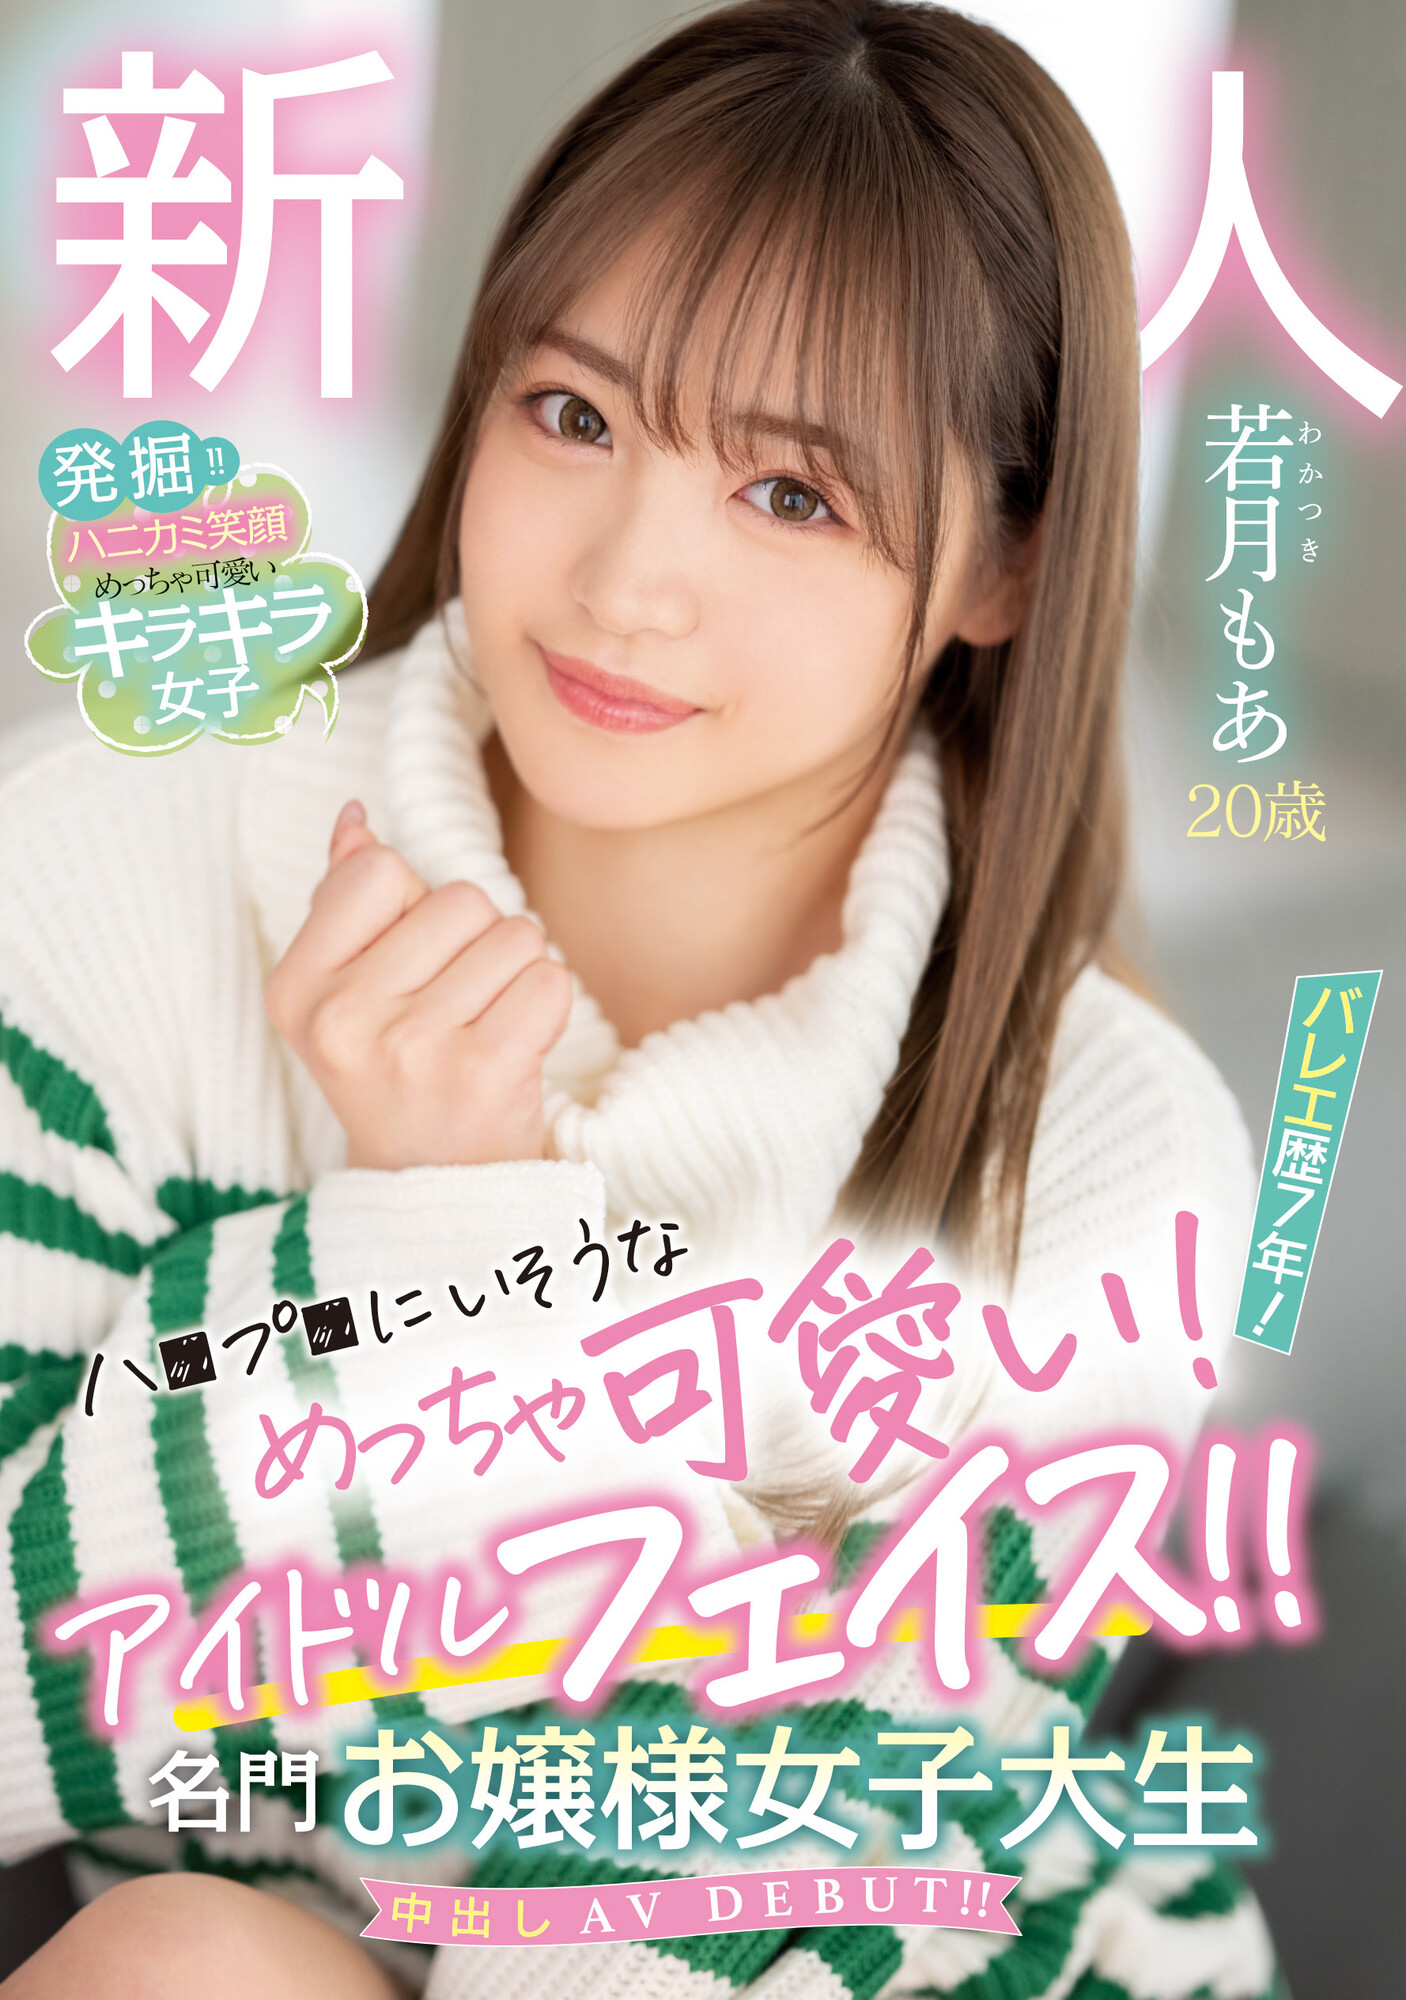 新人
発掘!!
ハニカミ笑顔
めっちゃ可愛い
キラキラ
女子
わかつき
若月もあ
20歳
バレエ歴7年!
ハ■プ■にいそうな
めっちゃ可愛い!
アイドルフェイス!!
名門お嬢様女子大生
中出しAV DEBUT!!